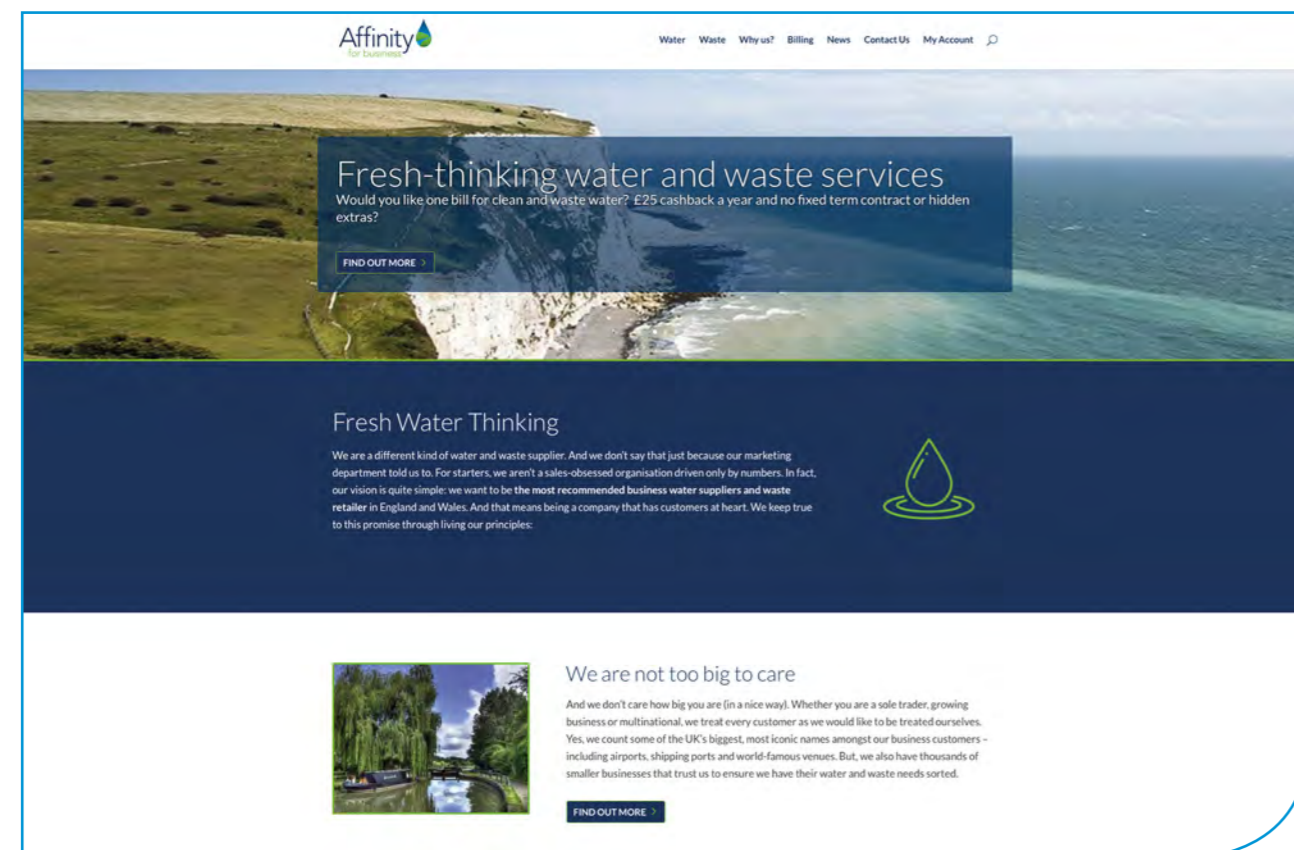 Affinity
for business
Water Waste Why us? Billing News Contact Us My Account
Fresh-thinking water and waste services
Would you like one bill for clean and waste water? £25 cashback a year and no fixed term contract or hidden
extras?
FIND OUT MORE >
Fresh Water Thinking
We are a different kind of water and waste supplier. And we don't say that just because our marketing
department told us to. For starters, we aren't a sales-obsessed organisation driven only by numbers. In fact,
our vision is quite simple: we want to be the most recommended business water suppliers and waste
retailer in England and Wales. And that means being a company that has customers at heart. We keep true
to this promise through living our principles:
We are not too big to care
And we don't care how big you are (in a nice way). Whether you are a sole trader, growing
business or multinational, we treat every customer as we would like to be treated ourselves.
Yes, we count some of the UK's biggest, most iconic names amongst our business customers –
including airports, shipping ports and world-famous venues. But, we also have thousands of
smaller businesses that trust us to ensure we have their water and waste needs sorted.
FIND OUT MORE >